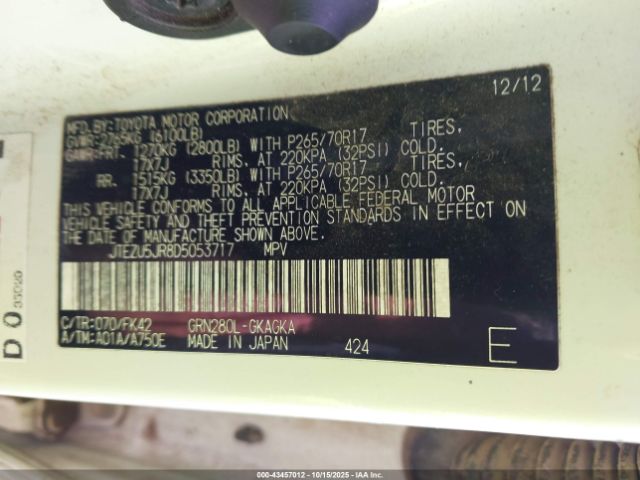 12/12
MFD.BY:TOYOTA MOTOR CORPORATION
GVWR:2765KG (6100LB)
GAWR:FRT. 1270KG (2800LB) WITH P265/70R17 TIRES,
17X7J RIMS, AT 220KPA (32PSI) COLD.
RR. 1515KG (3350LB) WITH P265/70R17 TIRES,
17X7J RIMS, AT 220KPA (32PSI) COLD.
THIS VEHICLE CONFORMS TO ALL APPLICABLE FEDERAL MOTOR
VEHICLE SAFETY AND THEFT PREVENTION STANDARDS IN EFFECT ON
THE DATE OF MANUFACTURE SHOWN ABOVE.
JTEZU5JR8D5053717 MPV
C/TR:070/FK42 GRN280L-GKAGKA
A/TM:A01A/A750E MADE IN JAPAN 424 E
D 0
000-43457012 - 10/15/2025 - IAA Inc.